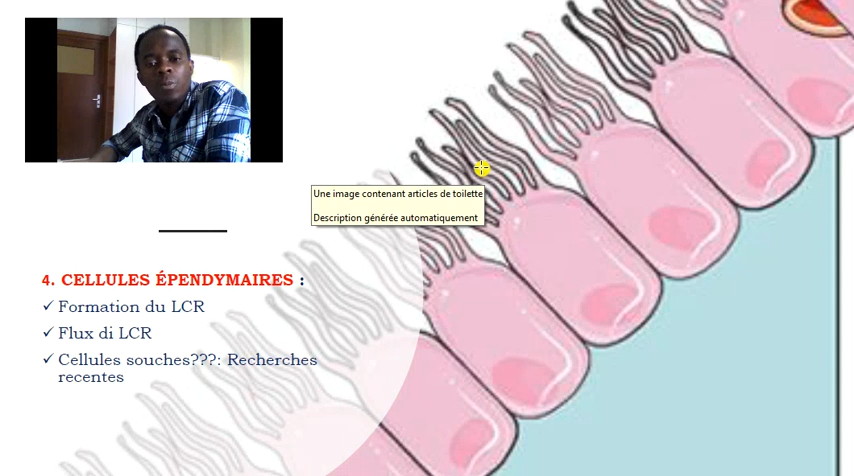 Une image contenant articles de toilette
Description générée automatiquement
4. CELLULES ÉPENDYMAIRES :
✓ Formation du LCR
✓ Flux di LCR
✓ Cellules souches???: Recherches
recentes